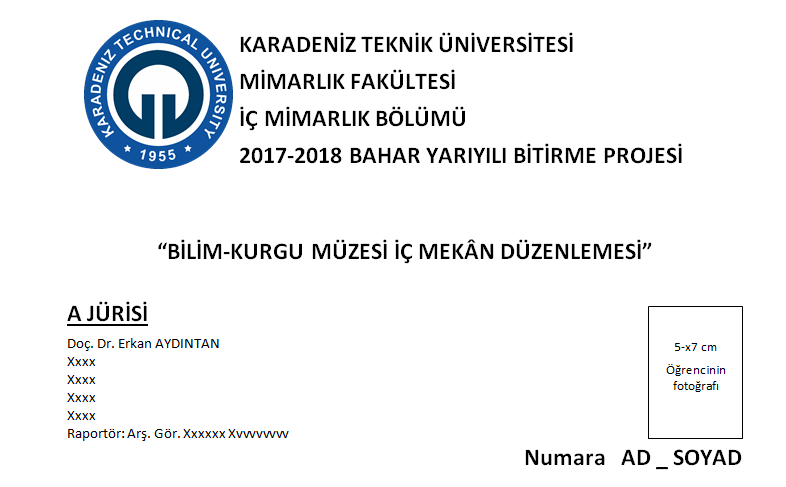 KARADENIZ TECHNICAL UNIVERSITY
1955
KARADENİZ TEKNİK ÜNİVERSİTESİ
MİMARLIK FAKÜLTESİ
İÇ MİMARLIK BÖLÜMÜ
2017-2018 BAHAR YARIYILI BİTİRME PROJESİ
“BİLİM-KURGU MÜZESİ İÇ MEKÂN DÜZENLEMESİ”
A JÜRİSİ
Doç. Dr. Erkan AYDINTAN
Xxxx
Xxxx
Xxxx
Xxxx
Raportör: Arş. Gör. Xxxxxx Xvvvvvvv
5-x7 cm
Öğrencinin
fotoğrafı
Numara AD _ SOYAD